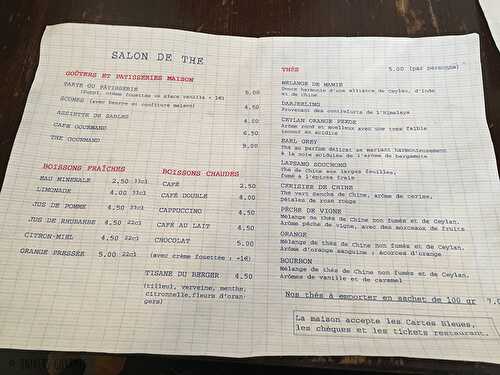 SALON DE THE
GOÛTERS ET PATISSERIES MAISON
TARTE OU PÂTISSERIE 5,00
(Suppl. crème fouettée ou glace vanille + 1€)
SCONES (avec beurre et confiture maison) 4,50
ASSIETTE DE SABLES 4,00
CAFE GOURMAND 6,50
THE GOURMAND 9,00
BOISSONS FRAÎCHES
EAU MINERALE 2,50 33cl
LIMONADE 4,00 33cl
JUS DE POMME 4,50 22cl
JUS DE RHUBARBE 4,50 22cl
CITRON-MIEL 4,50 22cl
ORANGE PRESSÉE 5,00 22cl
BOISSONS CHAUDES
CAFÉ 2,50
CAFÉ DOUBLE 4,00
CAPPUCCINO 4,50
CAFÉ AU LAIT 4,50
CHOCOLAT 5,00
(avec crème fouettée : +1€)
TISANE DU BERGER 4,50
(tilleul, verveine, menthe,
citronnelle,fleurs d'oran-
gers)
THÉS 5,00 (par personne)
MELANGE DE MAMIE
Douce harmonie d'une alliance de Ceylan, d'Inde
et de Chine
DARJEELING
Provenant des contreforts de l'Himalaya
CEYLAN ORANGE PEKOE
Arôme rond et moelleux avec une très faible
teneur en acidité
EARL GREY
Thé au parfum délicat se mariant harmonieusement
à la note acidulée de l'arôme de bergamote
LAPSANG SOUCHONG
Thé de Chine aux larges feuilles,
fumé à l'épicéa frais
CERISIER DE CHINE
Thé vert Sencha de Chine, arôme de cerise,
pétales de rose rouge
PÊCHE DE VIGNE
Mélange de thés de Chine non fumés et de Ceylan.
Arôme pêche de vigne, avec des morceaux de fruits
ORANGE
Mélange de thés de Chine non fumés et de Ceylan.
Arôme d'orange sanguine ; écorces d'orange
BOURBON
Mélange de thés de Chine non fumés et de Ceylan.
Arômes de vanille et de caramel
Nos thés à emporter en sachet de 100 gr 7,0
La maison accepte les Cartes Bleues,
les chèques et les tickets restaurant.